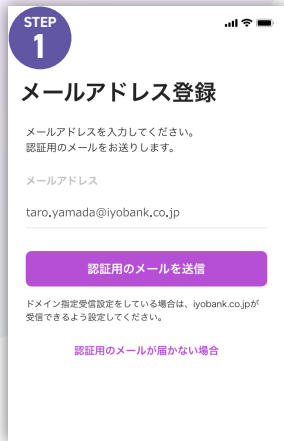 STEP
1
メールアドレス登録
メールアドレスを入力してください。
認証用のメールをお送りします。
メールアドレス
taro.yamada@iyobank.co.jp
認証用のメールを送信
ドメイン指定受信設定をしている場合は、iyobank.co.jpが
受信できるよう設定してください。
認証用のメールが届かない場合